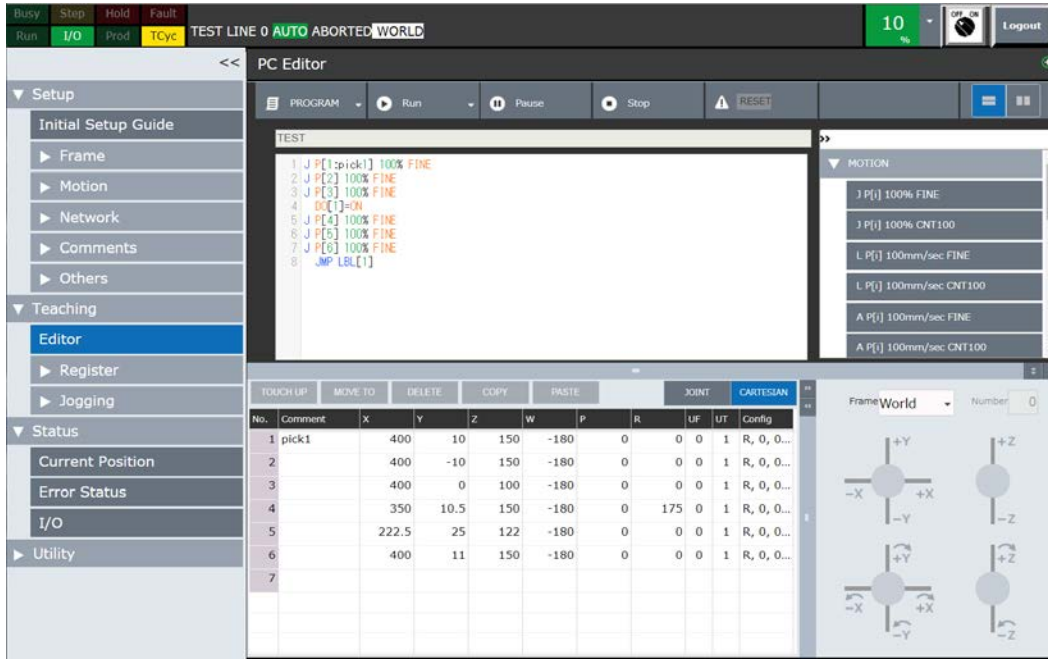 Busy Step Hold Fault
Run I/O Prod TCyc
TEST LINE 0 AUTO ABORTED WORLD
10 %
OFF ON
Logout
<<
Setup
Initial Setup Guide
Frame
Motion
Network
Comments
Others
Teaching
Editor
Register
Jogging
Status
Current Position
Error Status
I/O
Utility
PC Editor
PROGRAM Run Pause Stop RESET
TEST
1 J P[1:pick1] 100% FINE
2 J P[2] 100% FINE
3 J P[3] 100% FINE
4 DO[1]=ON
5 J P[4] 100% FINE
6 J P[5] 100% FINE
7 J P[6] 100% FINE
8 JMP LBL[1]
>>
MOTION
J P[i] 100% FINE
J P[i] 100% CNT100
L P[i] 100mm/sec FINE
L P[i] 100mm/sec CNT100
A P[i] 100mm/sec FINE
A P[i] 100mm/sec CNT100
TOUCH UP MOVE TO DELETE COPY PASTE JOINT CARTESIAN
No. Comment X Y Z W P R UF UT Config
1 pick1 400 10 150 -180 0 0 0 1 R, 0, 0...
2 400 -10 150 -180 0 0 0 1 R, 0, 0...
3 400 0 100 -180 0 0 0 1 R, 0, 0...
4 350 10.5 150 -180 0 175 0 1 R, 0, 0...
5 222.5 25 122 -180 0 0 0 1 R, 0, 0...
6 400 11 150 -180 0 0 0 1 R, 0, 0...
7
Frame World Number 0
+Y +Z
-X +X
-Y -Z
+Y +Z
-X +X
-Y -Z